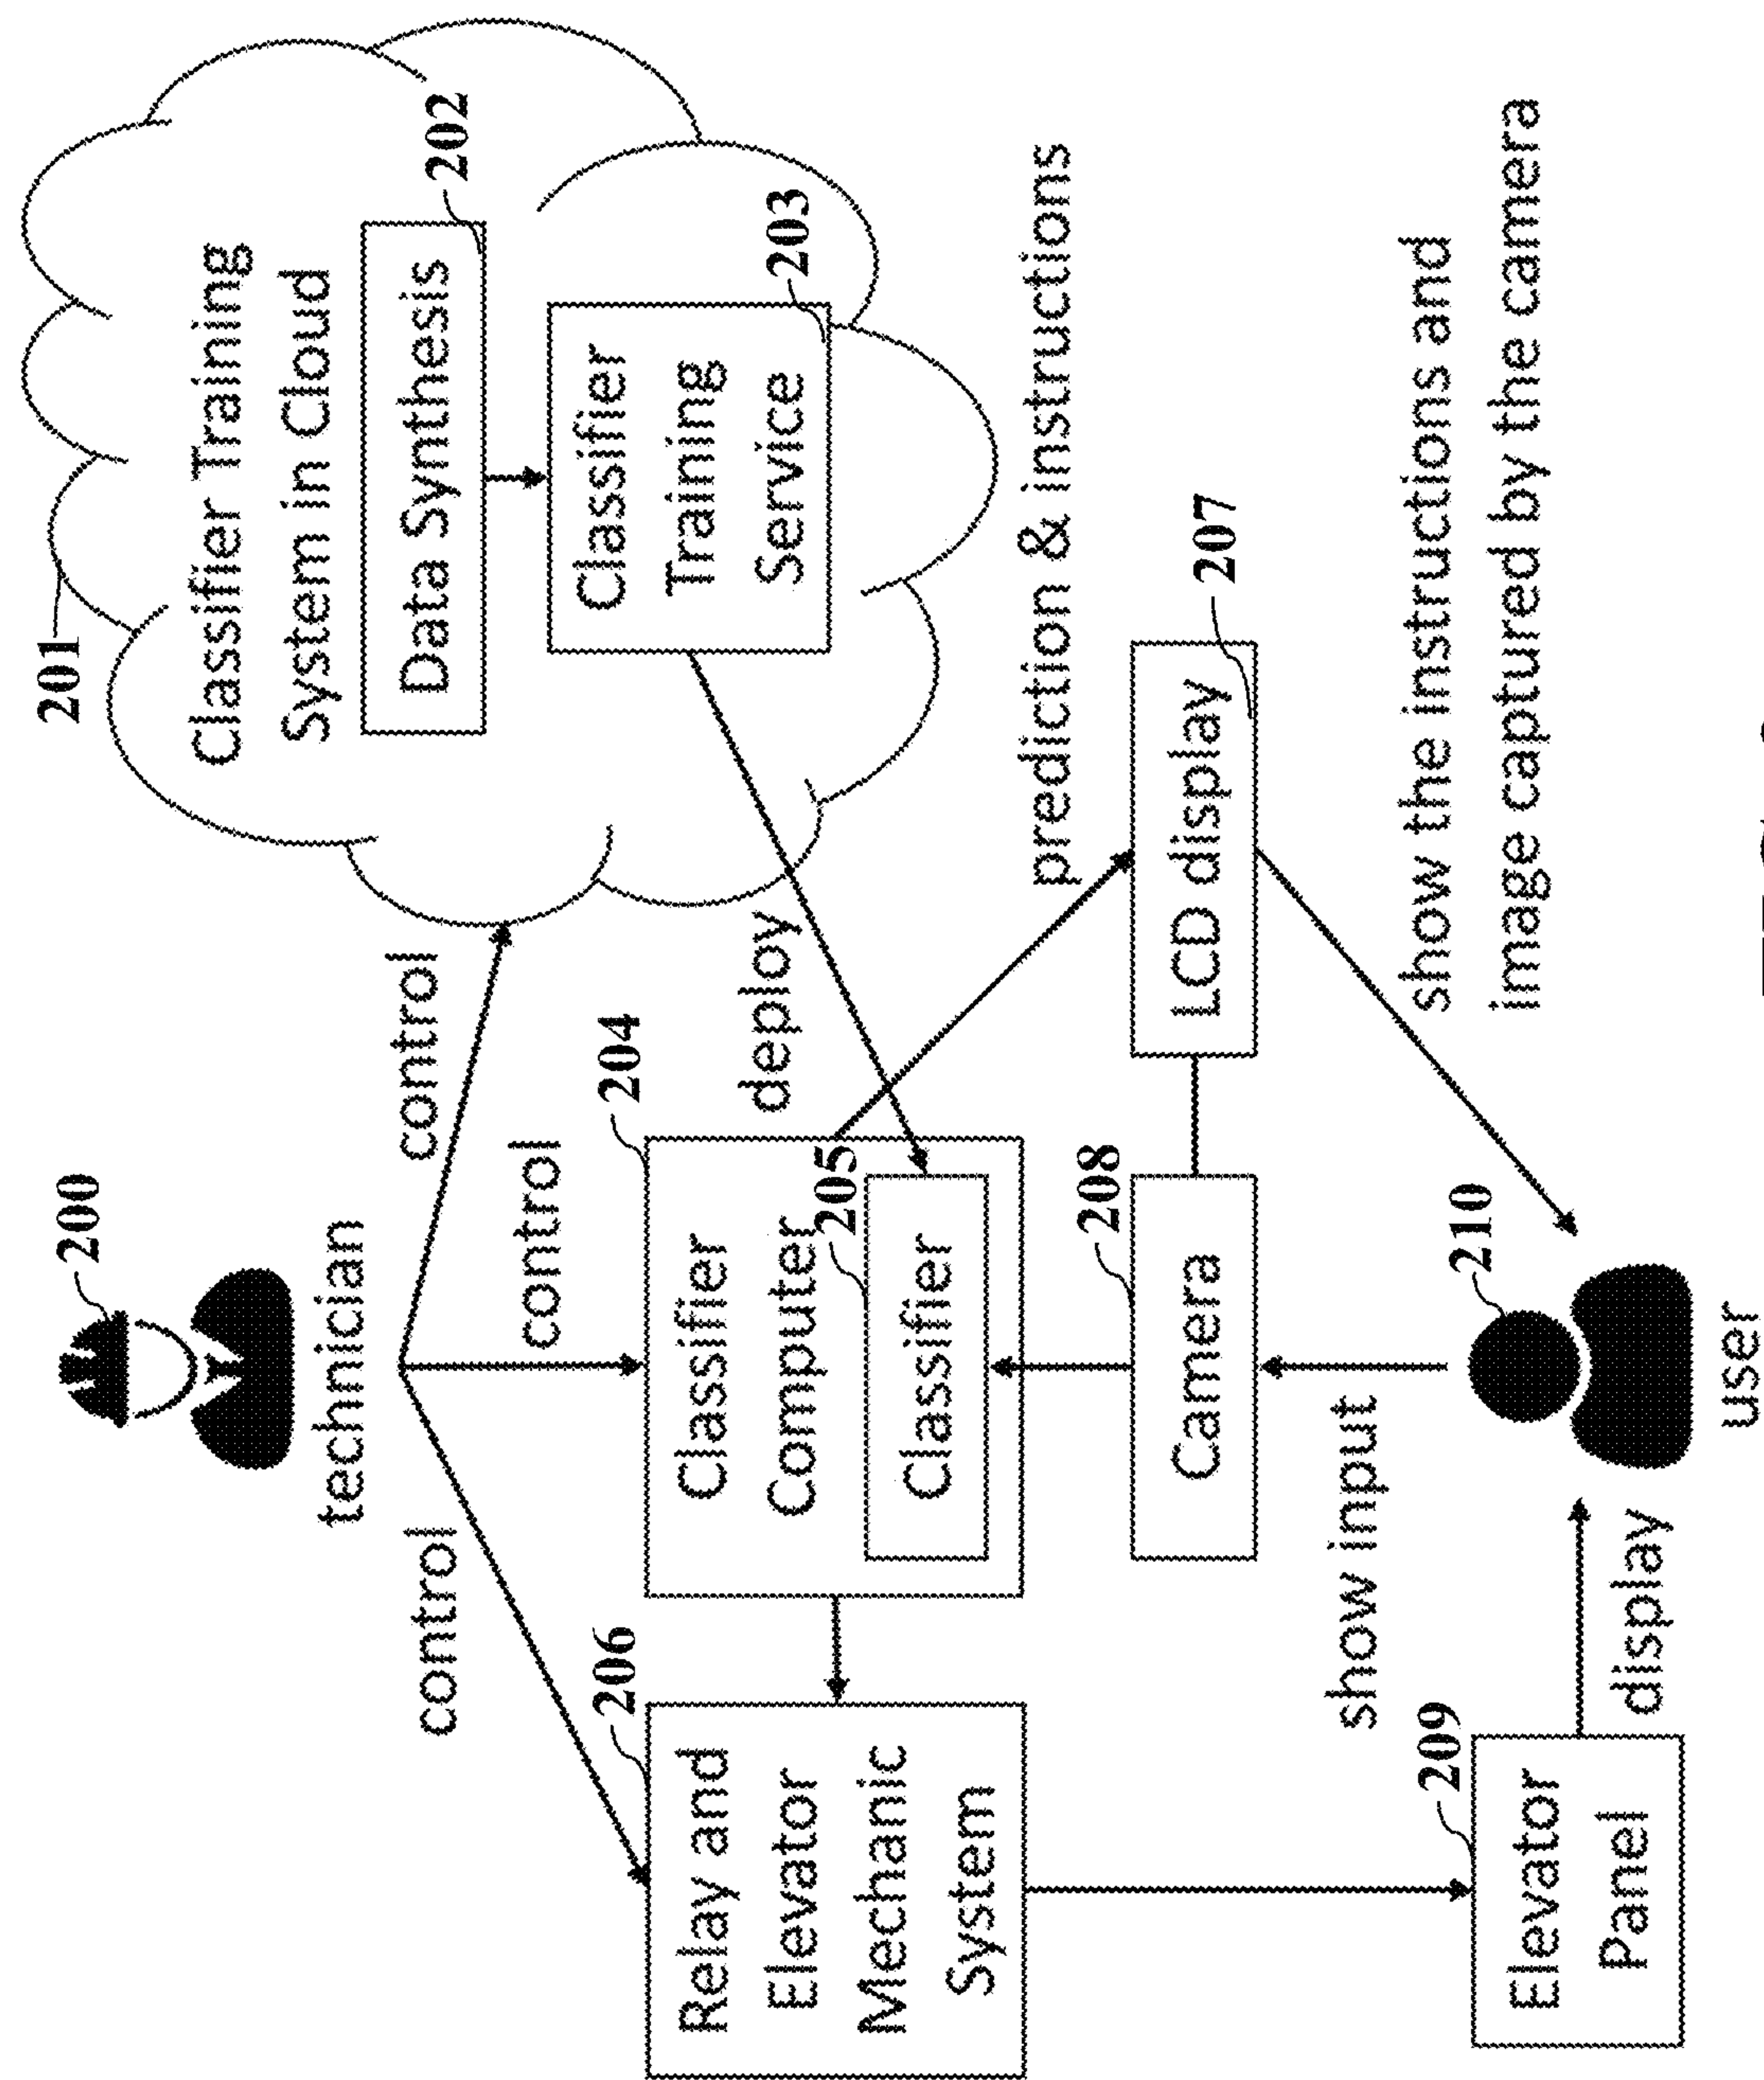 200
technician
control
control
control
201
Classifier Training
System in Cloud
202
Data Synthesis
203
Classifier
Training
Service
deploy
204
Classifier
Computer
205
Classifier
206
Relay and
Elevator
Mechanic
System
prediction & instructions
207
LCD display
208
Camera
show the instructions and
image captured by the camera
show input
209
Elevator
Panel
display
210
user